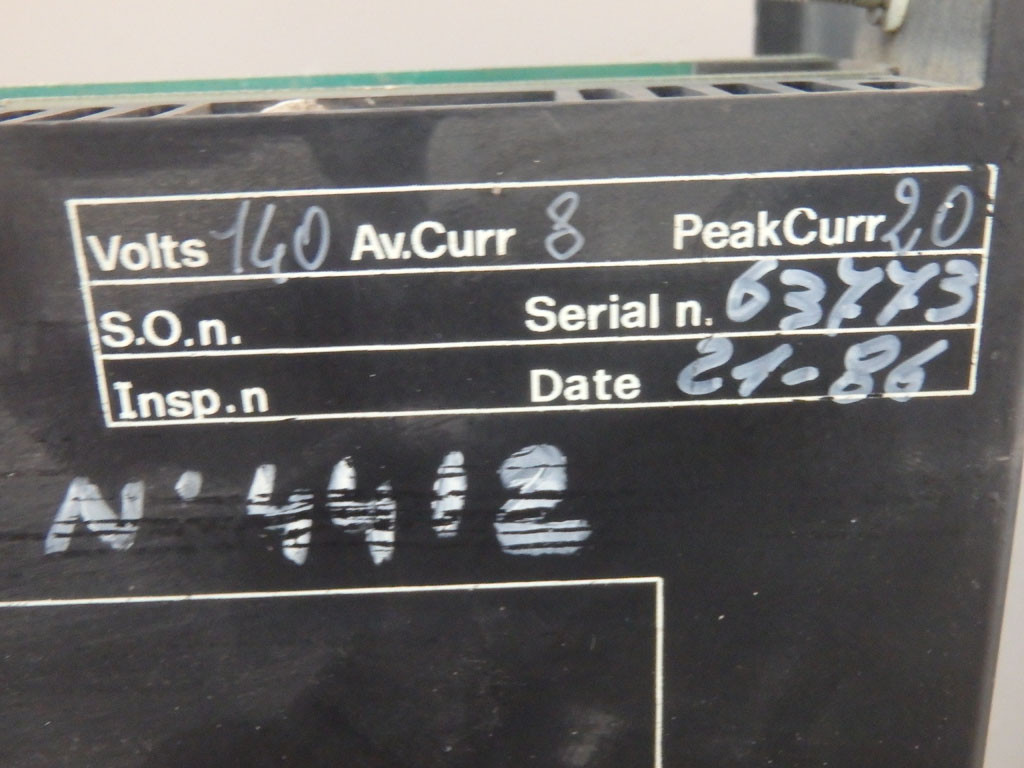 Volts 140 Av.Curr 8 PeakCurr 20
S.O.n. Serial n. 63773
Insp.n Date 21-86
N° 4412